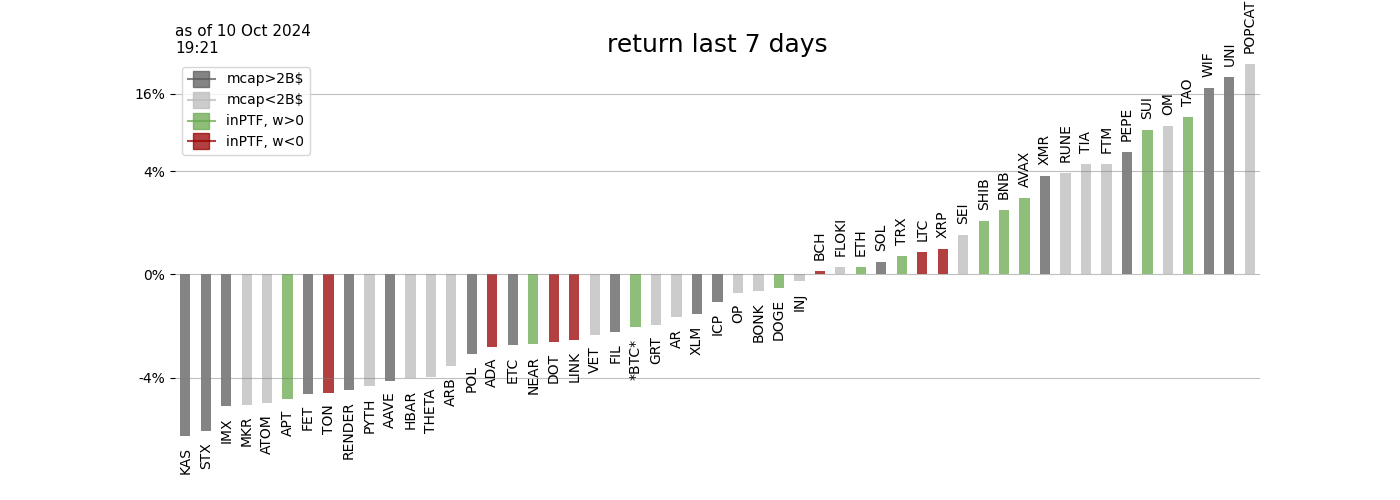 as of 10 Oct 2024
19:21
return last 7 days
mcap>2B$
mcap<2B$
inPTF, w>0
inPTF, w<0
16%
4%
0%
-4%
KAS
STX
IMX
MKR
ATOM
APT
FET
TON
RENDER
PYTH
AAVE
HBAR
THETA
ARB
POL
ADA
ETC
NEAR
DOT
LINK
VET
FIL
*BTC*
GRT
AR
XLM
ICP
OP
BONK
DOGE
INJ
BCH
FLOKI
ETH
SOL
TRX
LTC
XRP
SEI
SHIB
BNB
AVAX
XMR
RUNE
TIA
FTM
PEPE
SUI
OM
TAO
WIF
UNI
POPCAT